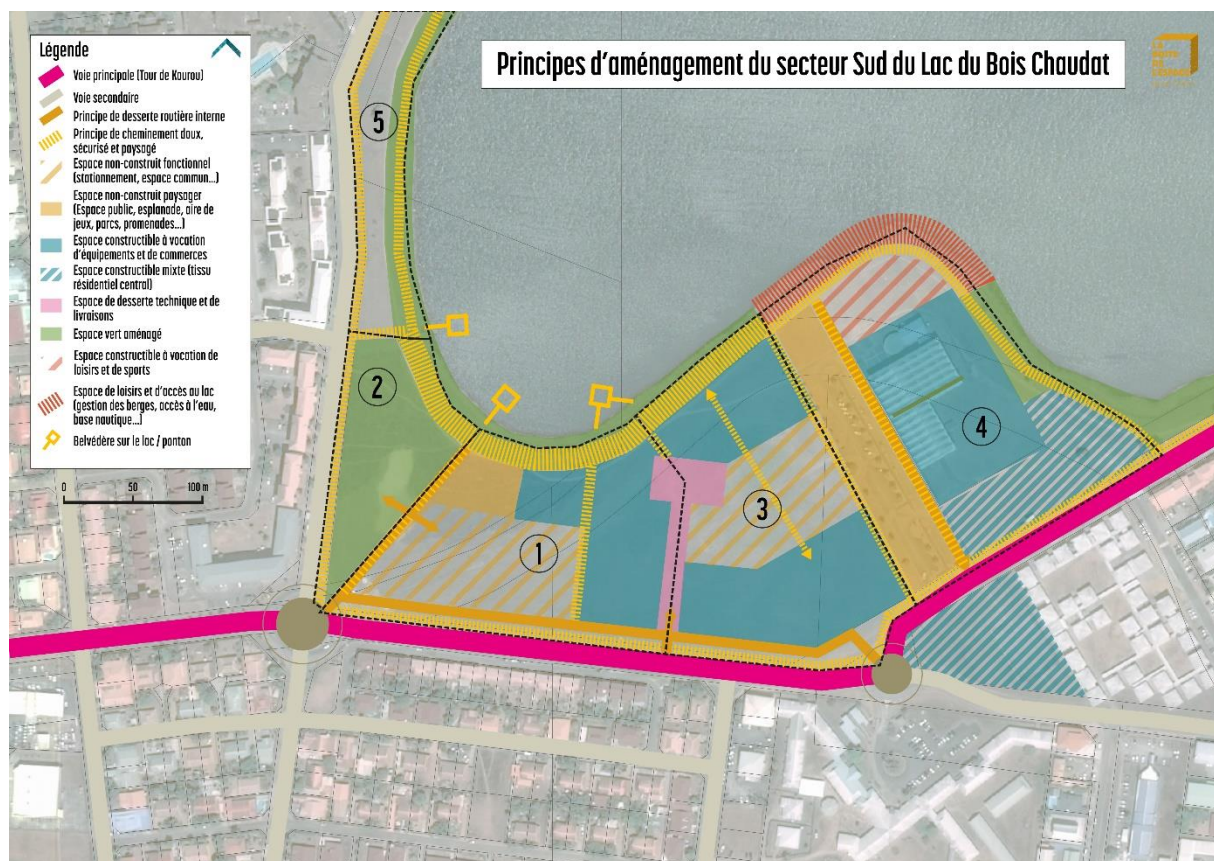 Principes d'aménagement du secteur Sud du Lac du Bois Chaudat
Légende
Voie principale (Tour de Kourou)
Voie secondaire
Principe de desserte routière interne
Principe de cheminement doux,
sécurisé et paysagé
Espace non-construit fonctionnel
(stationnement, espace commun...)
Espace non-construit paysager
(Espace public, esplanade, aire de
jeux, parcs, promenades...)
Espace constructible à vocation
d'équipements et de commerces
Espace constructible mixte (tissu
résidentiel central)
Espace de desserte technique et de
livraisons
Espace vert aménagé
Espace constructible à vocation de
loisirs et de sports
Espace de loisirs et d'accès au lac
(gestion des berges, accès à l'eau,
base nautique...)
Belvédère sur le lac / ponton
0 50 100 m
5
2
4
3
1